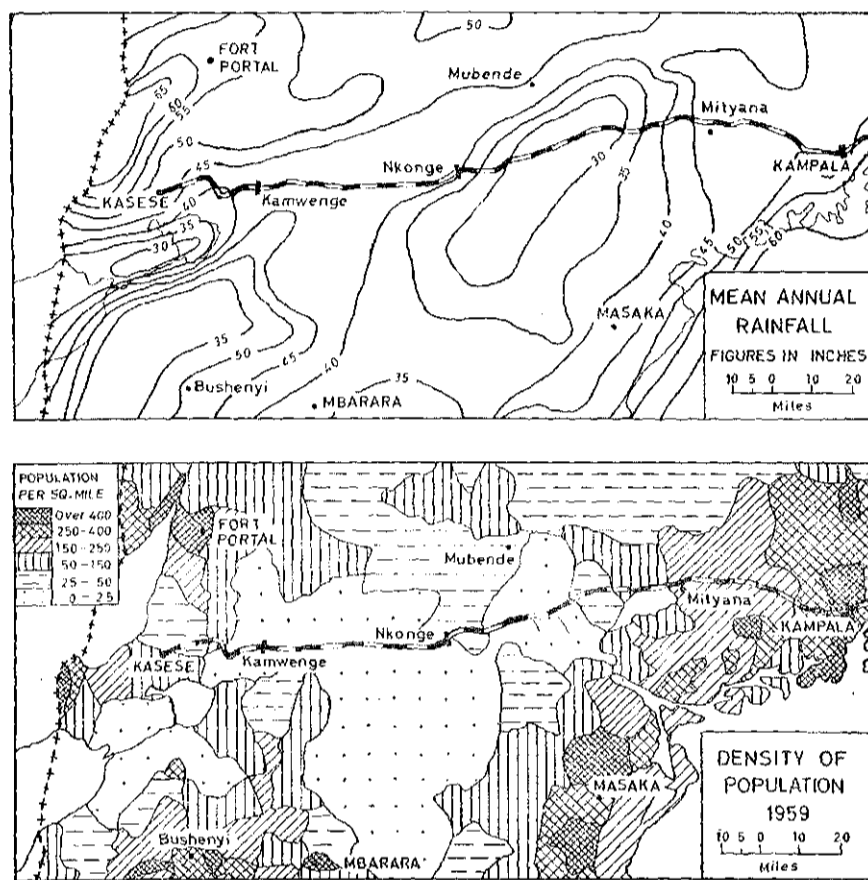 50
FORT
PORTAL
65
60
55
50
Mubende
Mityana
45
Nkonge
30
35
KAMPALA
KASESE
40
Kamwenge
35
30
40
45
50
55
60
35
50
45
40
35
Bushenyi
MBARARA
MASAKA
MEAN ANNUAL
RAINFALL
FIGURES IN INCHES
10 5 0 10 20
Miles
POPULATION
PER SQ. MILE
Over 400
250-400
150-250
50-150
25-50
0-25
FORT
PORTAL
Mubende
Mityana
Nkonge
KAMPALA
KASESE
Kamwenge
MASAKA
Bushenyi
MBARARA
DENSITY OF
POPULATION
1959
10 5 0 10 20
Miles